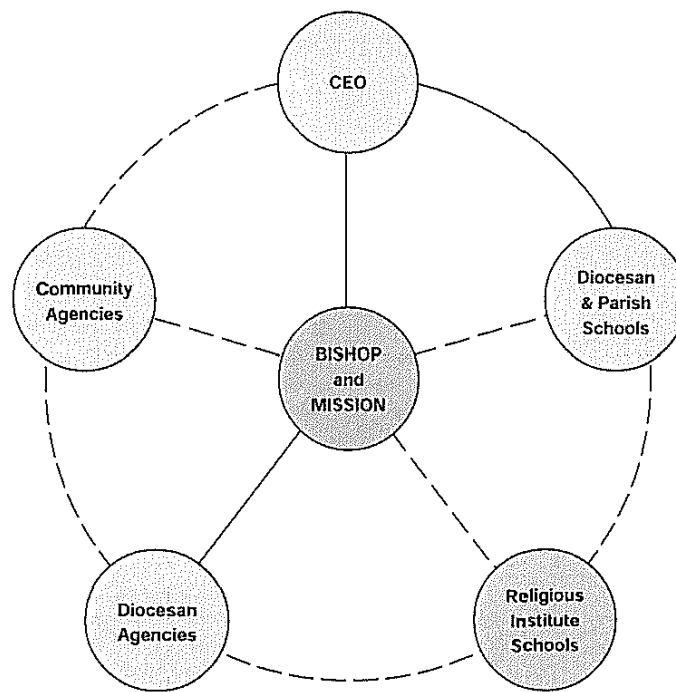 CEO
Community
Agencies
Diocesan
& Parish
Schools
BISHOP
and
MISSION
Diocesan
Agencies
Religious
Institute
Schools